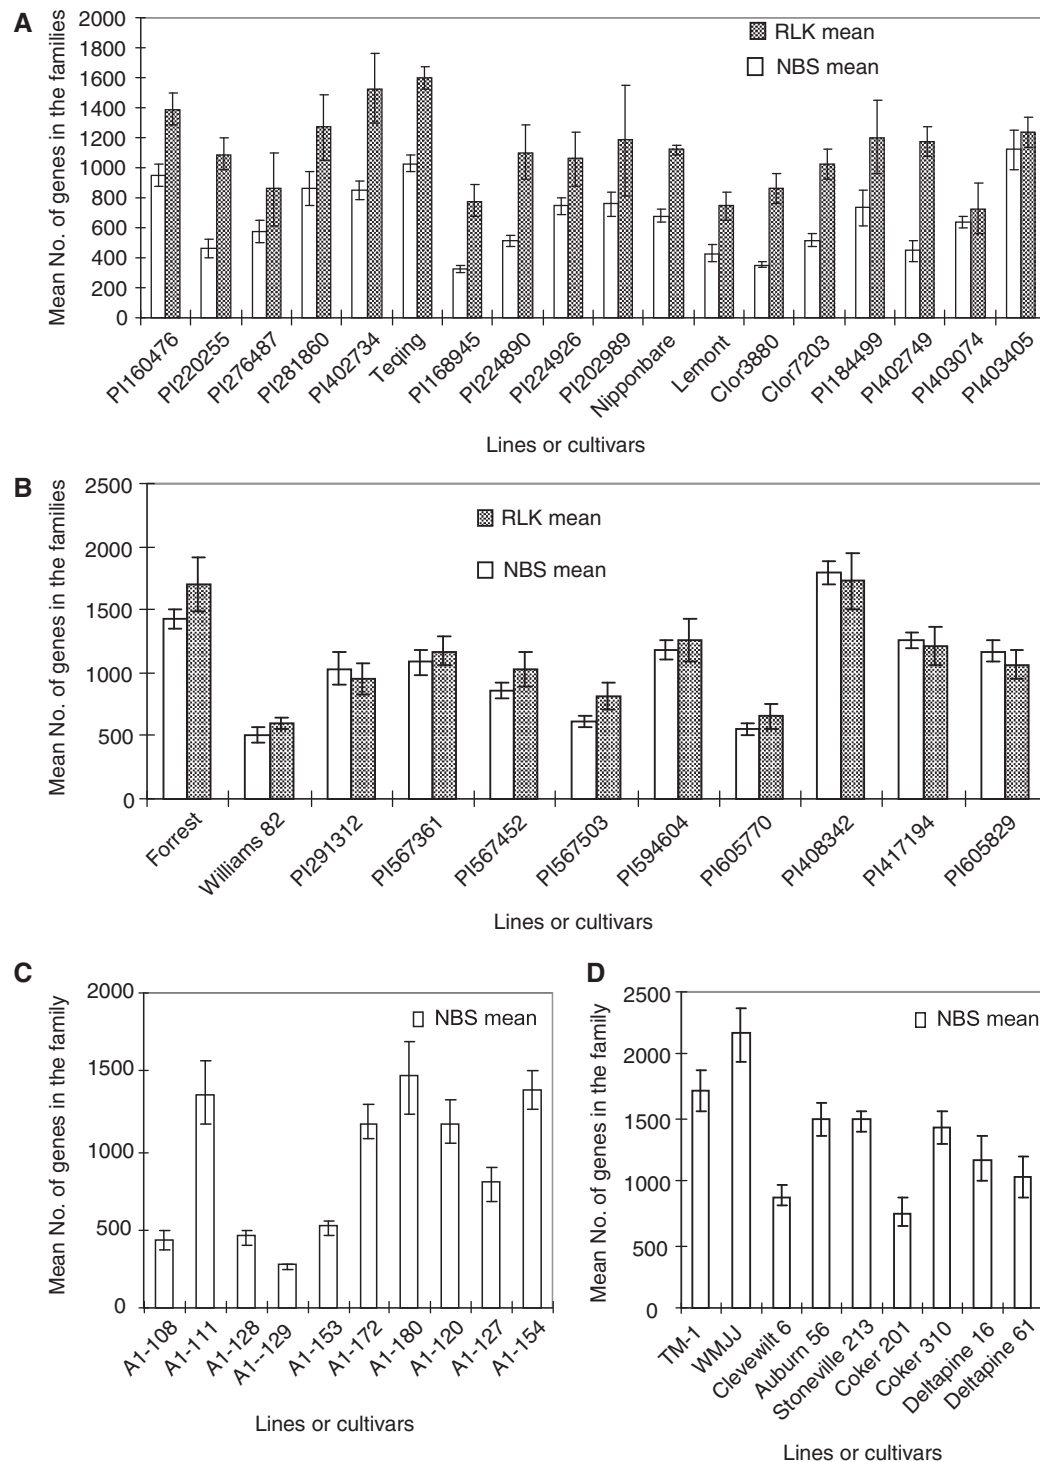 A
Mean No. of genes in the families
2000
1800
1600
1400
1200
1000
800
600
400
200
0
RLK mean
NBS mean
PI160476
PI220255
PI276487
PI281860
PI402734
Teqing
PI168945
PI224890
PI224926
PI202989
Nipponbare
Lemont
Clor3880
Clor7203
PI184499
PI402749
PI403074
PI403405
Lines or cultivars
B
Mean No. of genes in the families
2500
2000
1500
1000
500
0
RLK mean
NBS mean
Forrest
Williams 82
PI291312
PI567361
PI567452
PI567503
PI594604
PI605770
PI408342
PI417194
PI605829
Lines or cultivars
C
Mean No. of genes in the family
2000
1500
1000
500
0
NBS mean
A1-108
A1-111
A1-128
A1--129
A1-153
A1-172
A1-180
A1-120
A1-127
A1-154
Lines or cultivars
D
Mean No. of genes in the family
2500
2000
1500
1000
500
0
NBS mean
TM-1
WMJJ
Clevewilt 6
Auburn 56
Stoneville 213
Coker 201
Coker 310
Deltapine 16
Deltapine 61
Lines or cultivars